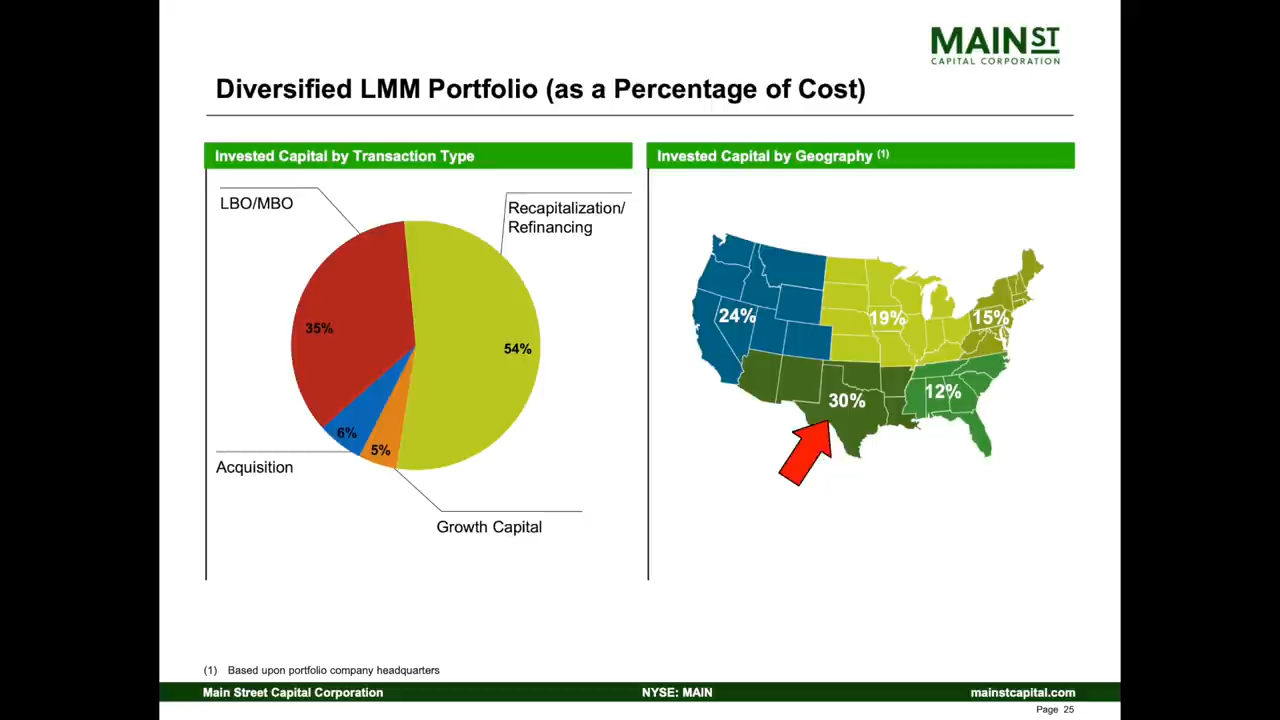 MAINST
CAPITAL CORPORATION
Diversified LMM Portfolio (as a Percentage of Cost)
Invested Capital by Transaction Type
LBO/MBO
Recapitalization/
Refinancing
35%
54%
6%
5%
Acquisition
Growth Capital
Invested Capital by Geography (1)
24%
19%
15%
30%
12%
(1) Based upon portfolio company headquarters
Main Street Capital Corporation
NYSE: MAIN
mainstcapital.com
Page 25